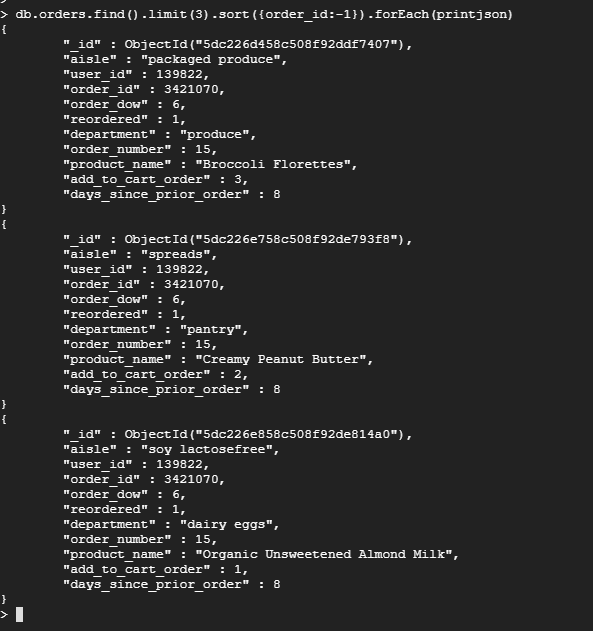 >
> db.orders.find().limit(3).sort({order_id:-1}).forEach(printjson)
{
        "_id" : ObjectId("5dc226d458c508f92ddf7407"),
        "aisle" : "packaged produce",
        "user_id" : 139822,
        "order_id" : 3421070,
        "order_dow" : 6,
        "reordered" : 1,
        "department" : "produce",
        "order_number" : 15,
        "product_name" : "Broccoli Florettes",
        "add_to_cart_order" : 3,
        "days_since_prior_order" : 8
}
{
        "_id" : ObjectId("5dc226e758c508f92de793f8"),
        "aisle" : "spreads",
        "user_id" : 139822,
        "order_id" : 3421070,
        "order_dow" : 6,
        "reordered" : 1,
        "department" : "pantry",
        "order_number" : 15,
        "product_name" : "Creamy Peanut Butter",
        "add_to_cart_order" : 2,
        "days_since_prior_order" : 8
}
{
        "_id" : ObjectId("5dc226e858c508f92de814a0"),
        "aisle" : "soy lactosefree",
        "user_id" : 139822,
        "order_id" : 3421070,
        "order_dow" : 6,
        "reordered" : 1,
        "department" : "dairy eggs",
        "order_number" : 15,
        "product_name" : "Organic Unsweetened Almond Milk",
        "add_to_cart_order" : 1,
        "days_since_prior_order" : 8
}
>